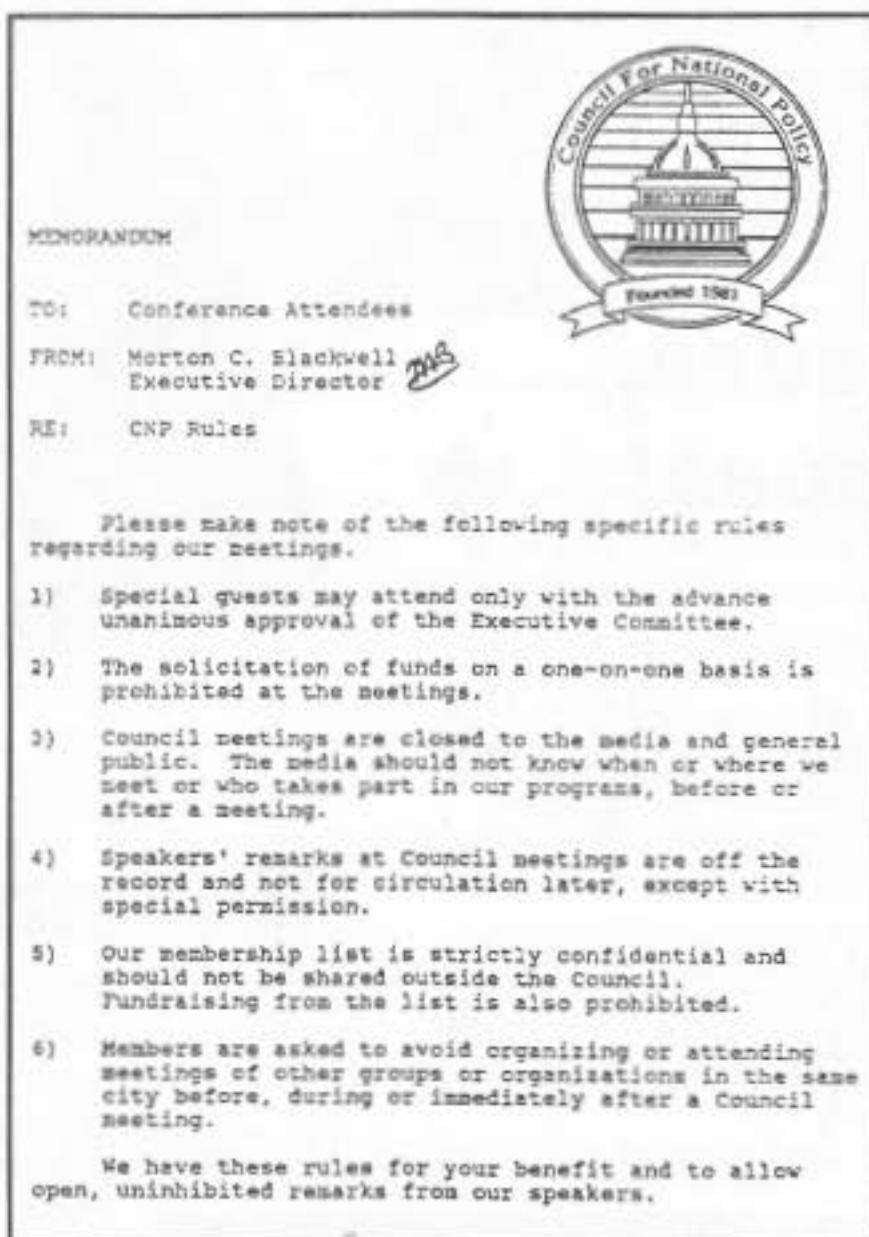 Council For National Policy
Founded 1981
MEMORANDUM
TO: Conference Attendees
FROM: Morton C. Blackwell
Executive Director
RE: CNP Rules
Please make note of the following specific rules
regarding our meetings.
1) Special guests may attend only with the advance
unanimous approval of the Executive Committee.
2) The solicitation of funds on a one-on-one basis is
prohibited at the meetings.
3) Council meetings are closed to the media and general
public. The media should not know when or where we
meet or who takes part in our programs, before or
after a meeting.
4) Speakers' remarks at Council meetings are off the
record and not for circulation later, except with
special permission.
5) Our membership list is strictly confidential and
should not be shared outside the Council.
Fundraising from the list is also prohibited.
6) Members are asked to avoid organizing or attending
meetings of other groups or organizations in the same
city before, during or immediately after a Council
meeting.
We have these rules for your benefit and to allow
open, uninhibited remarks from our speakers.